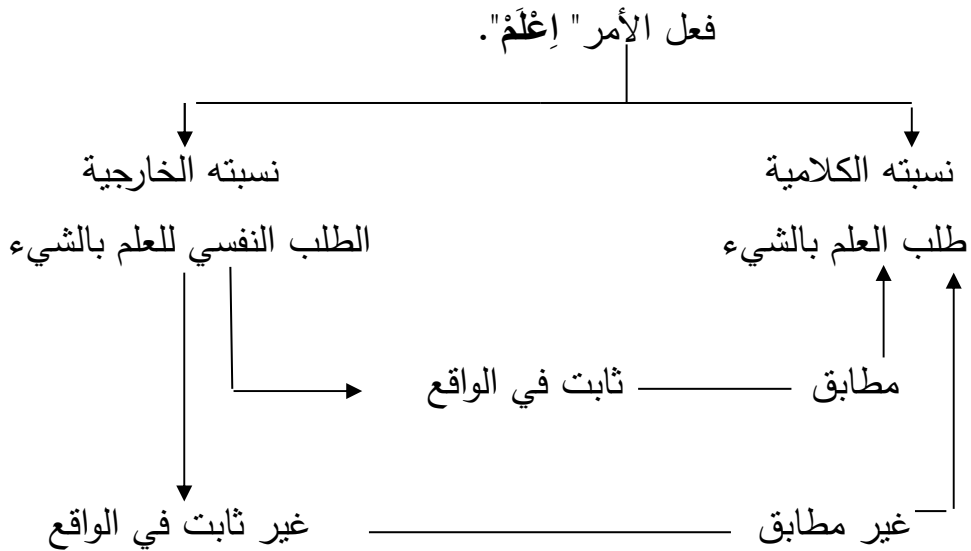 فعل الأمر" اِعْلَمْ".
نسبته الكلامية نسبته الخارجية
طلب العلم بالشيء الطلب النفسي للعلم بالشيء
مطابق ثابت في الواقع
غير مطابق غير ثابت في الواقع